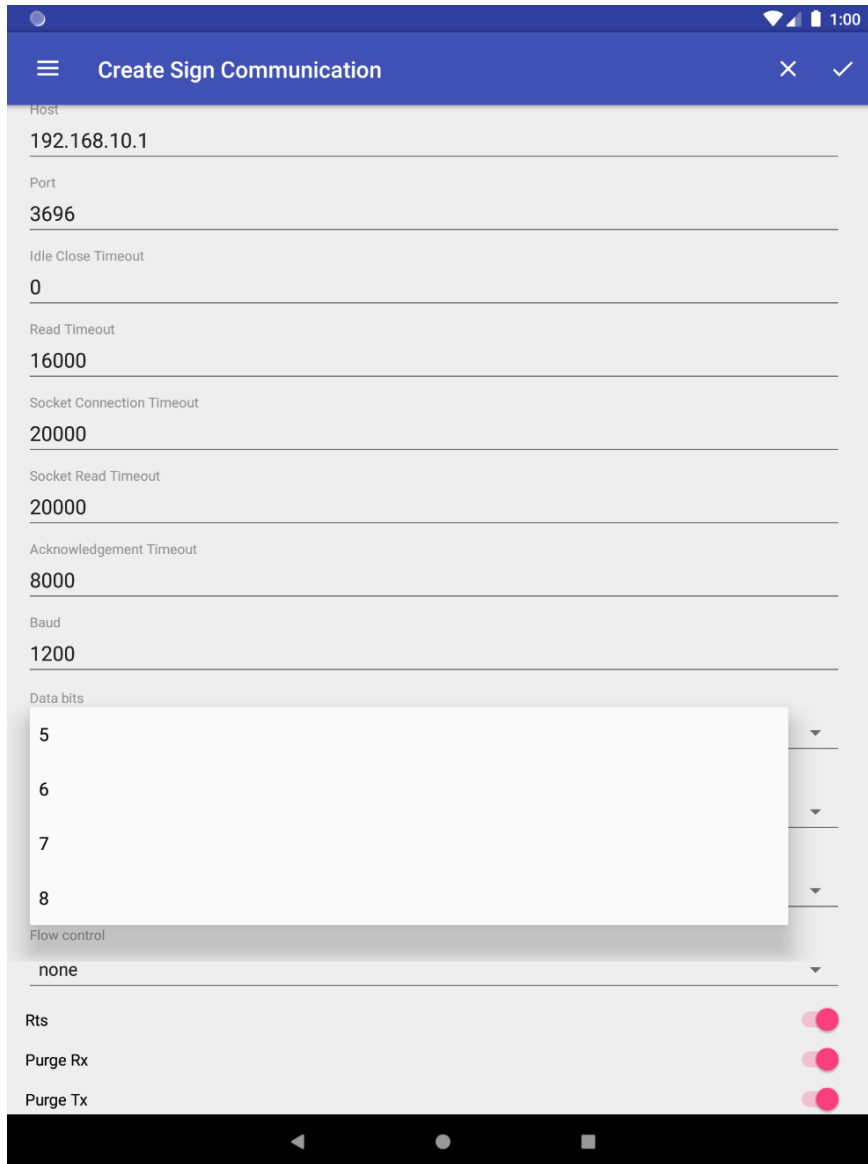 1:00
Create Sign Communication
Host
192.168.10.1
Port
3696
Idle Close Timeout
0
Read Timeout
16000
Socket Connection Timeout
20000
Socket Read Timeout
20000
Acknowledgement Timeout
8000
Baud
1200
Data bits
5
6
7
8
Flow control
none
Rts
Purge Rx
Purge Tx